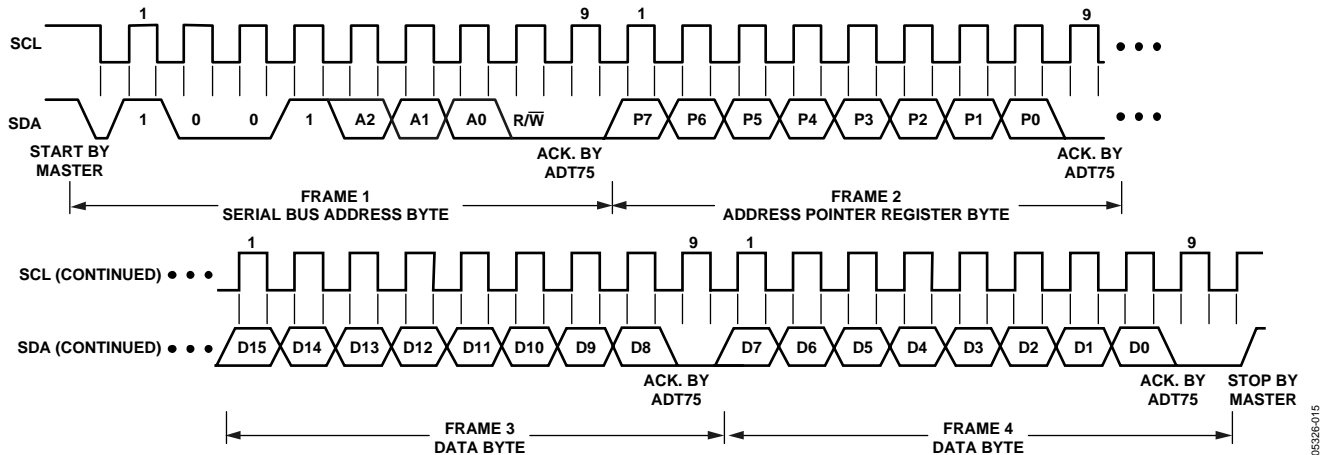 1 9 1 9
SCL
SDA 1 0 0 1 A2 A1 A0 R/W̅ P7 P6 P5 P4 P3 P2 P1 P0
START BY MASTER
ACK. BY ADT75
ACK. BY ADT75
FRAME 1
SERIAL BUS ADDRESS BYTE
FRAME 2
ADDRESS POINTER REGISTER BYTE
1 9 1 9
SCL (CONTINUED)
SDA (CONTINUED) D15 D14 D13 D12 D11 D10 D9 D8 D7 D6 D5 D4 D3 D2 D1 D0
ACK. BY ADT75
ACK. BY ADT75
STOP BY MASTER
FRAME 3
DATA BYTE
FRAME 4
DATA BYTE
05326-015